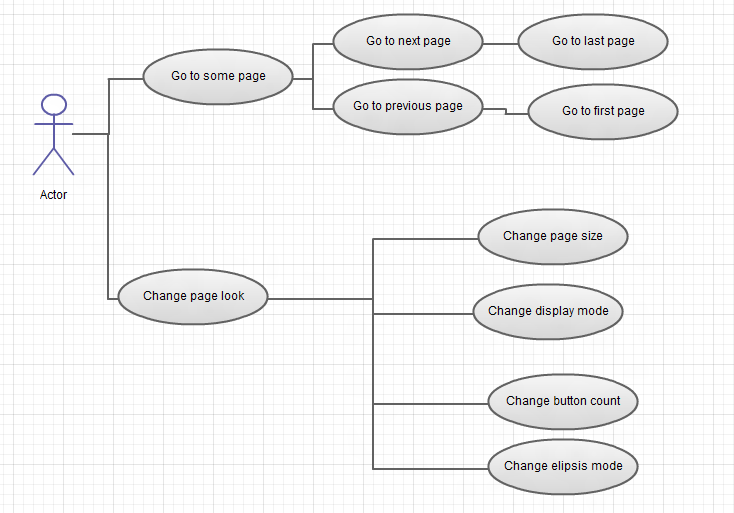 Go to next page
Go to last page
Go to some page
Go to previous page
Go to first page
Actor
Change page size
Change page look
Change display mode
Change button count
Change elipsis mode